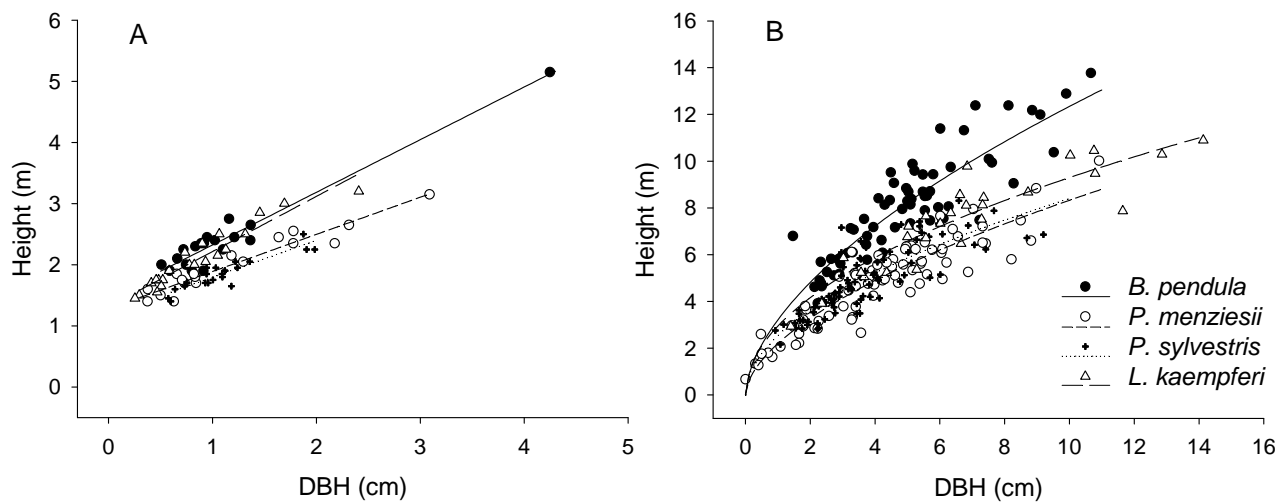 A
Height (m)
6
5
4
3
2
1
0
0 1 2 3 4 5
DBH (cm)
B
Height (m)
16
14
12
10
8
6
4
2
0
0 2 4 6 8 10 12 14 16
DBH (cm)
B. pendula
P. menziesii
P. sylvestris
L. kaempferi